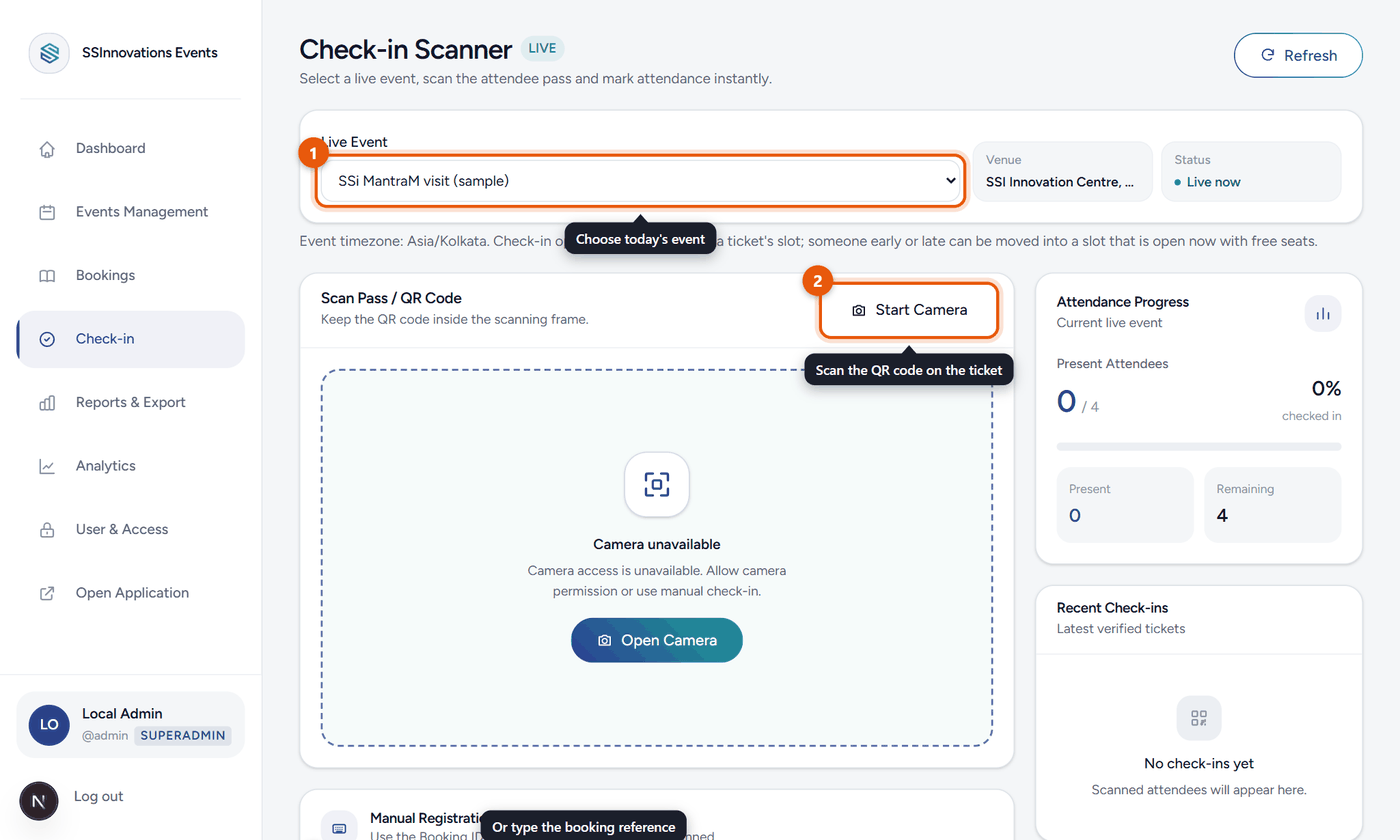 SSInnovations Events
Dashboard
Events Management
Bookings
Check-in
Reports & Export
Analytics
User & Access
Open Application
LO
Local Admin
@admin SUPERADMIN
N
Log out
Check-in Scanner LIVE
Select a live event, scan the attendee pass and mark attendance instantly.
Refresh
Live Event
1
SSi MantraM visit (sample)
Venue
SSI Innovation Centre, ...
Status
Live now
Choose today's event
Event timezone: Asia/Kolkata. Check-in a ticket's slot; someone early or late can be moved into a slot that is open now with free seats.
Scan Pass / QR Code
Keep the QR code inside the scanning frame.
2
Start Camera
Scan the QR code on the ticket
Camera unavailable
Camera access is unavailable. Allow camera
permission or use manual check-in.
Open Camera
Manual
Use the Booking
Or type the booking reference
Attendance Progress
Current live event
Present Attendees
0 / 4
0%
checked in
Present
0
Remaining
4
Recent Check-ins
Latest verified tickets
No check-ins yet
Scanned attendees will appear here.